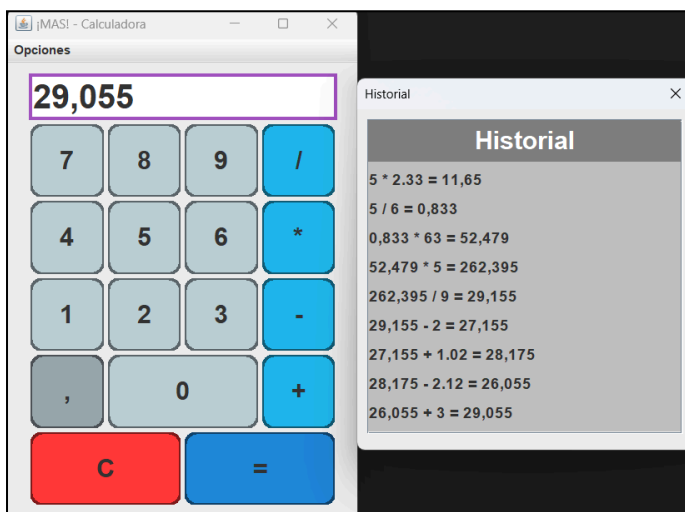 ¡MAS! - Calculadora
Opciones
29,055
7 8 9 /
4 5 6 *
1 2 3 -
, 0 +
C =
Historial
Historial
5 * 2.33 = 11,65
5 / 6 = 0,833
0,833 * 63 = 52,479
52,479 * 5 = 262,395
262,395 / 9 = 29,155
29,155 - 2 = 27,155
27,155 + 1.02 = 28,175
28,175 - 2.12 = 26,055
26,055 + 3 = 29,055